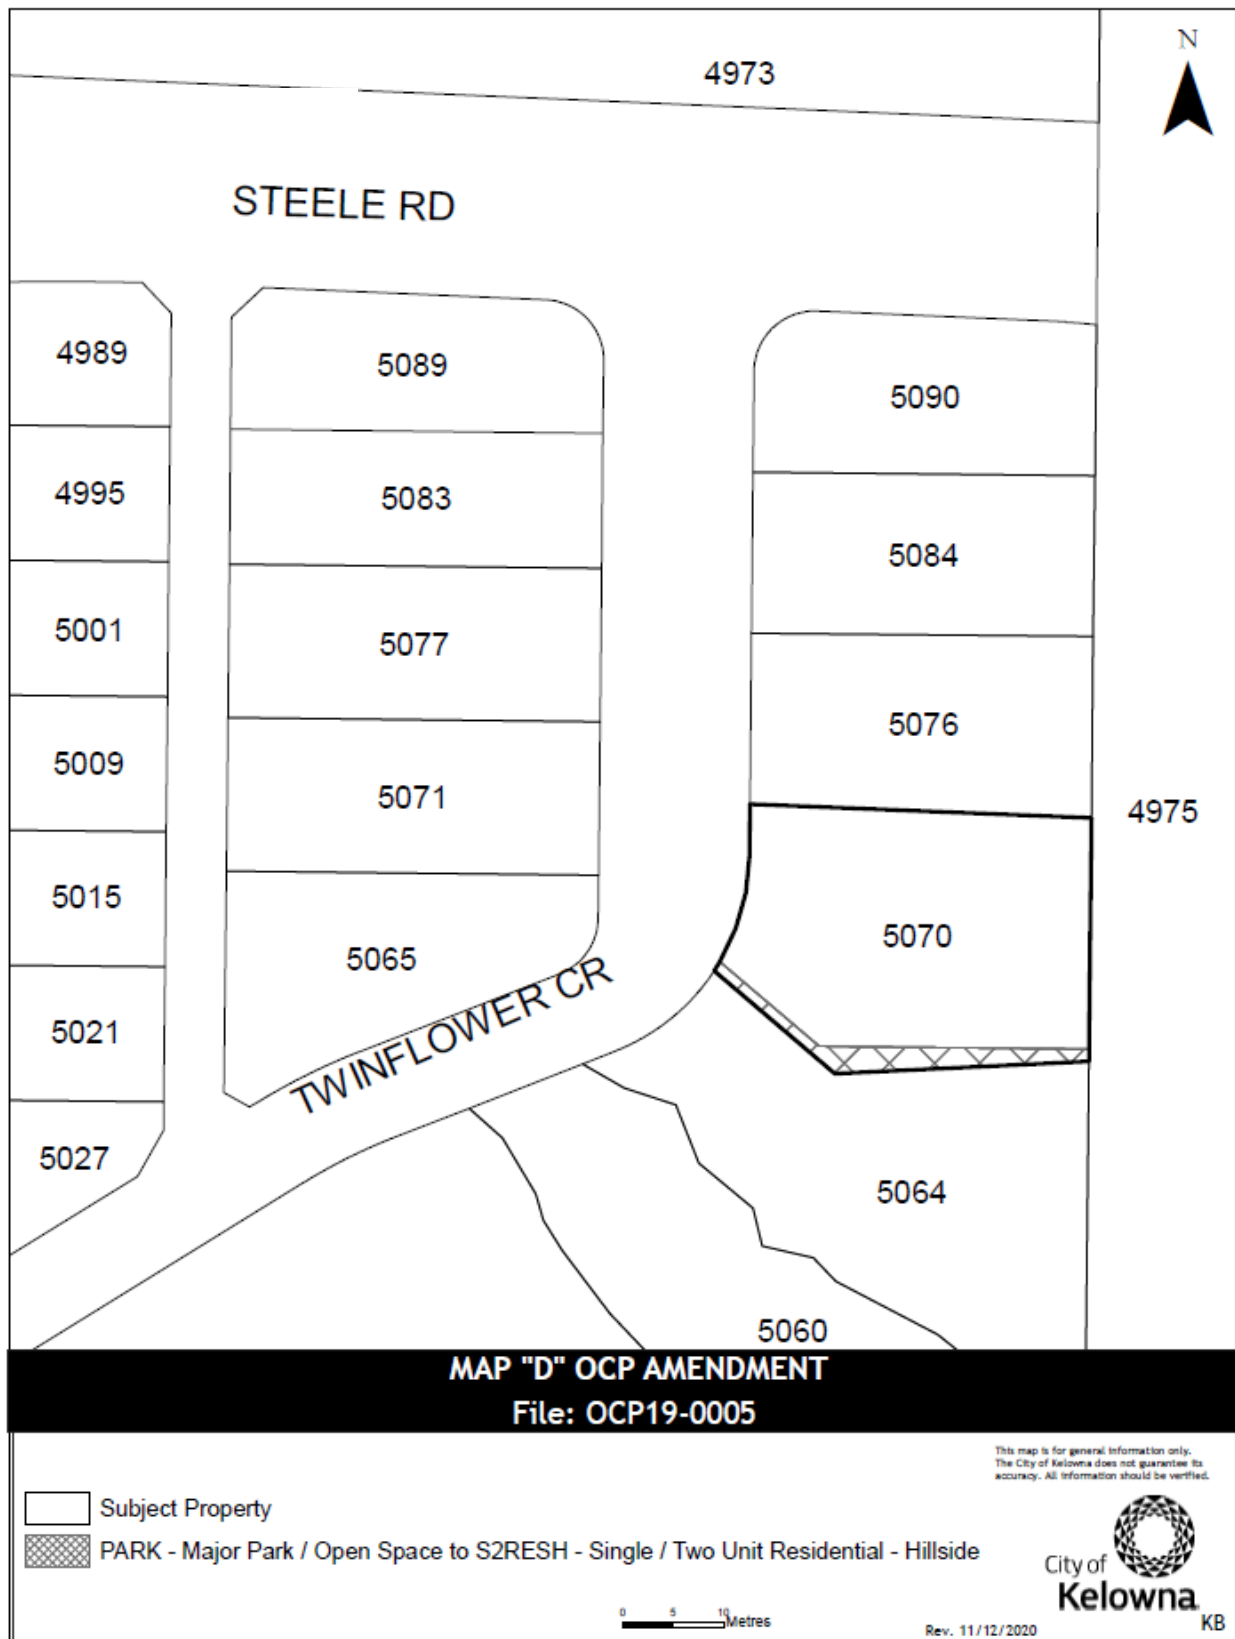 N
4973
STEELE RD
4989
5089
5090
4995
5083
5084
5001
5077
5076
5009
5071
4975
5015
5070
5065
TWINFLOWER CR
5021
5027
5064
5060
MAP "D" OCP AMENDMENT
File: OCP19-0005
This map is for general information only.
The City of Kelowna does not guarantee its
accuracy. All information should be verified.
Subject Property
PARK - Major Park / Open Space to S2RESH - Single / Two Unit Residential - Hillside
City of
Kelowna
0 5 10
Metres
Rev. 11/12/2020
KB